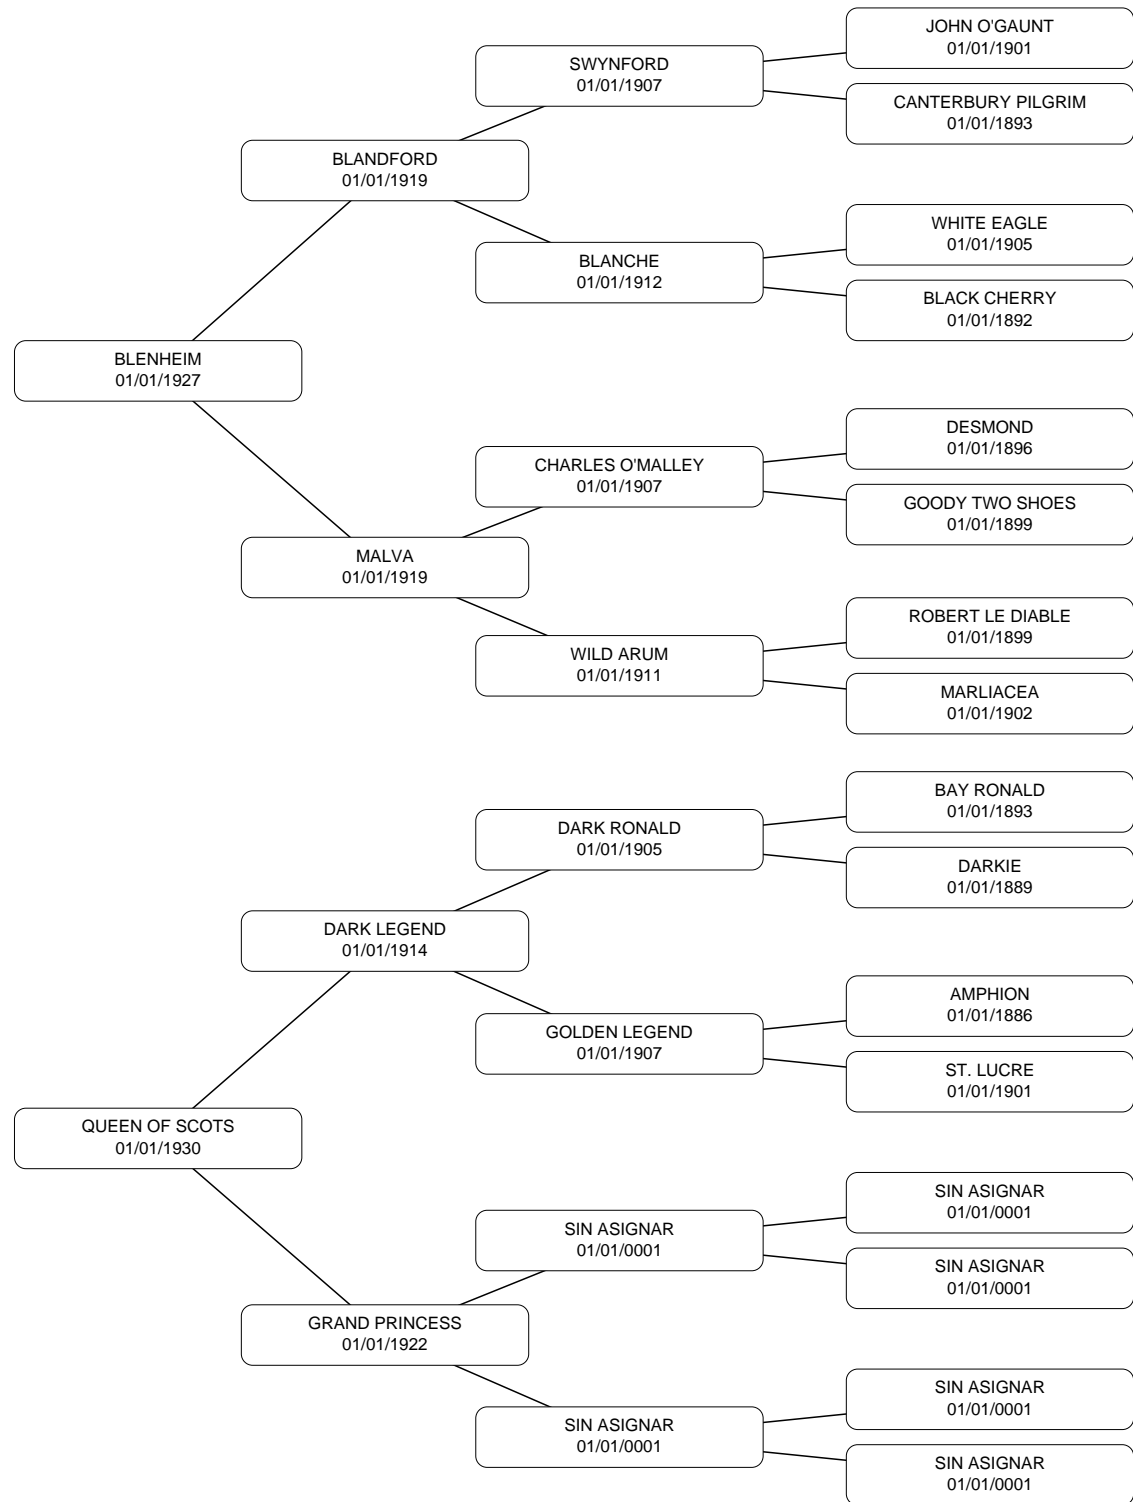 JOHN O'GAUNT
01/01/1901
SWYNFORD
01/01/1907
CANTERBURY PILGRIM
01/01/1893
BLANDFORD
01/01/1919
WHITE EAGLE
01/01/1905
BLANCHE
01/01/1912
BLACK CHERRY
01/01/1892
BLENHEIM
01/01/1927
DESMOND
01/01/1896
CHARLES O'MALLEY
01/01/1907
GOODY TWO SHOES
01/01/1899
MALVA
01/01/1919
ROBERT LE DIABLE
01/01/1899
WILD ARUM
01/01/1911
MARLIACEA
01/01/1902
BAY RONALD
01/01/1893
DARK RONALD
01/01/1905
DARKIE
01/01/1889
DARK LEGEND
01/01/1914
AMPHION
01/01/1886
GOLDEN LEGEND
01/01/1907
ST. LUCRE
01/01/1901
QUEEN OF SCOTS
01/01/1930
SIN ASIGNAR
01/01/0001
SIN ASIGNAR
01/01/0001
SIN ASIGNAR
01/01/0001
GRAND PRINCESS
01/01/1922
SIN ASIGNAR
01/01/0001
SIN ASIGNAR
01/01/0001
SIN ASIGNAR
01/01/0001